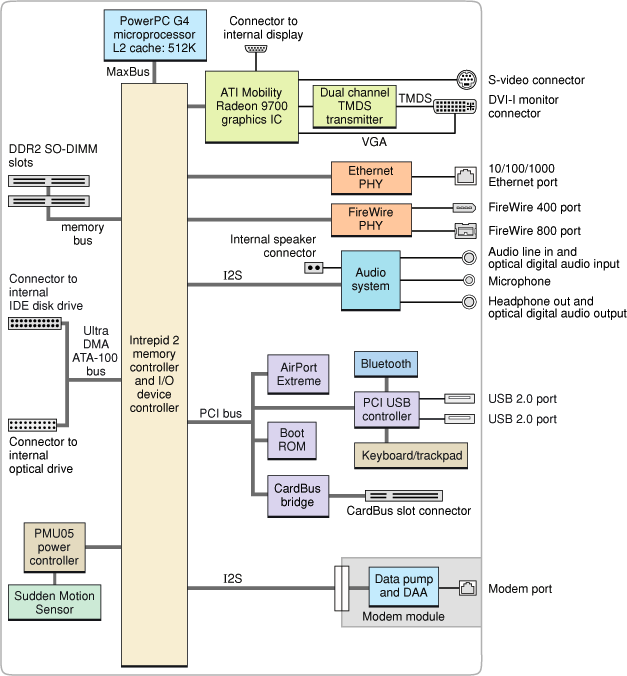 PowerPC G4
microprocessor
L2 cache: 512K
MaxBus
Connector to
internal display
ATI Mobility
Radeon 9700
graphics IC
Dual channel
TMDS
transmitter
TMDS
VGA
S-video connector
DVI-I monitor
connector
DDR2 SO-DIMM
slots
memory
bus
Ethernet
PHY
10/100/1000
Ethernet port
FireWire
PHY
FireWire 400 port
FireWire 800 port
Internal speaker
connector
I2S
Audio
system
Audio line in and
optical digital audio input
Microphone
Headphone out and
optical digital audio output
Connector to
internal
IDE disk drive
Ultra
DMA
ATA-100
bus
Connector to
internal
optical drive
Intrepid 2
memory
controller
and I/O
device
controller
PCI bus
AirPort
Extreme
Bluetooth
PCI USB
controller
USB 2.0 port
USB 2.0 port
Boot
ROM
Keyboard/trackpad
CardBus
bridge
CardBus slot connector
PMU05
power
controller
Sudden Motion
Sensor
I2S
Data pump
and DAA
Modem module
Modem port